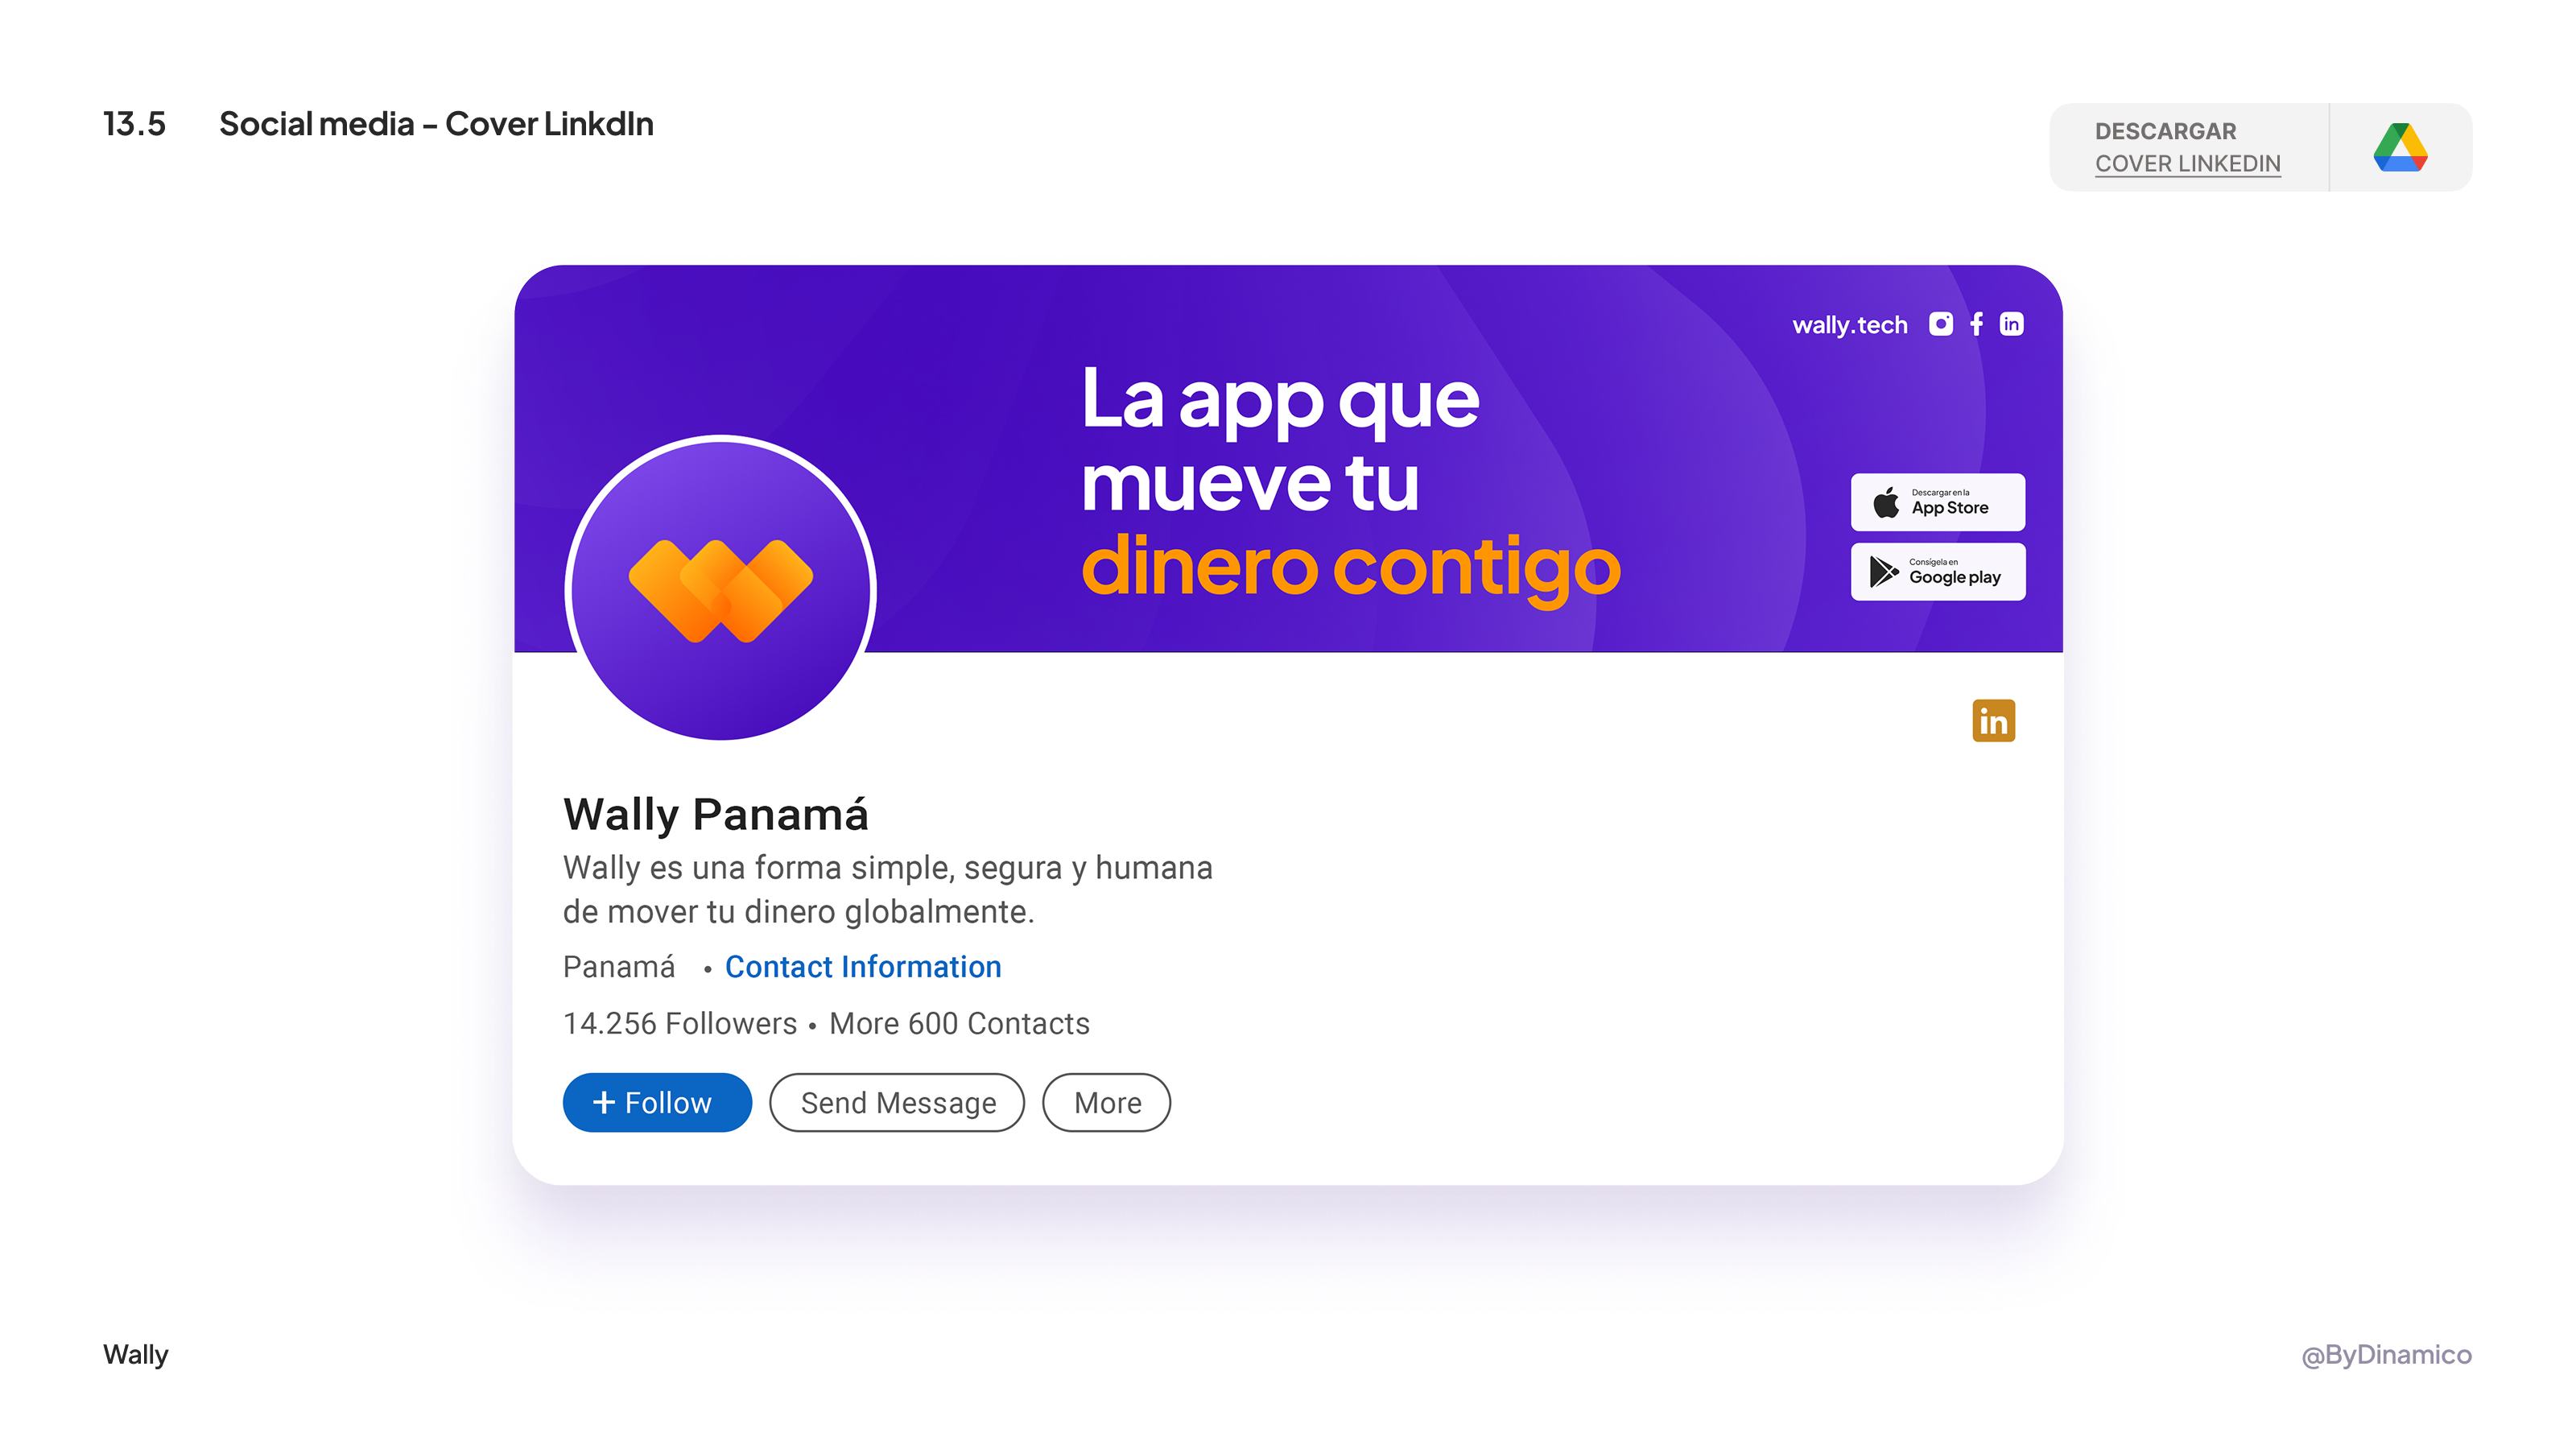 13.5 Social media – Cover LinkdIn
DESCARGAR
COVER LINKEDIN
wally.tech
La app que
mueve tu
dinero contigo
Descargar en la
App Store
Consígela en
Google play
in
Wally Panamá
Wally es una forma simple, segura y humana
de mover tu dinero globalmente.
Panamá • Contact Information
14.256 Followers • More 600 Contacts
+ Follow
Send Message
More
Wally
@ByDinamico